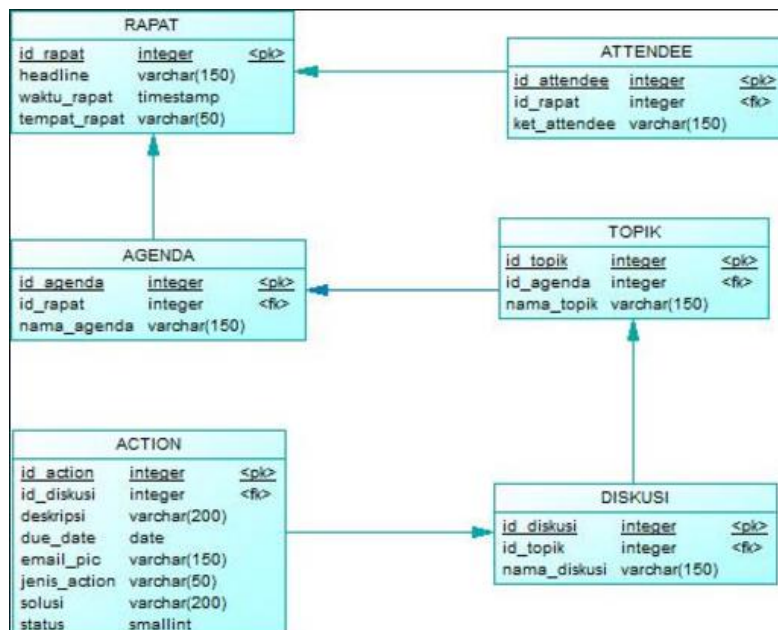 RAPAT
id_rapat integer <pk>
headline varchar(150)
waktu_rapat timestamp
tempat_rapat varchar(50)
ATTENDEE
id_attendee integer <pk>
id_rapat integer <fk>
ket_attendee varchar(150)
AGENDA
id_agenda integer <pk>
id_rapat integer <fk>
nama_agenda varchar(150)
TOPIK
id_topik integer <pk>
id_agenda integer <fk>
nama_topik varchar(150)
ACTION
id_action integer <pk>
id_diskusi integer <fk>
deskripsi varchar(200)
due_date date
email_pic varchar(150)
jenis_action varchar(50)
solusi varchar(200)
status smallint
DISKUSI
id_diskusi integer <pk>
id_topik integer <fk>
nama_diskusi varchar(150)